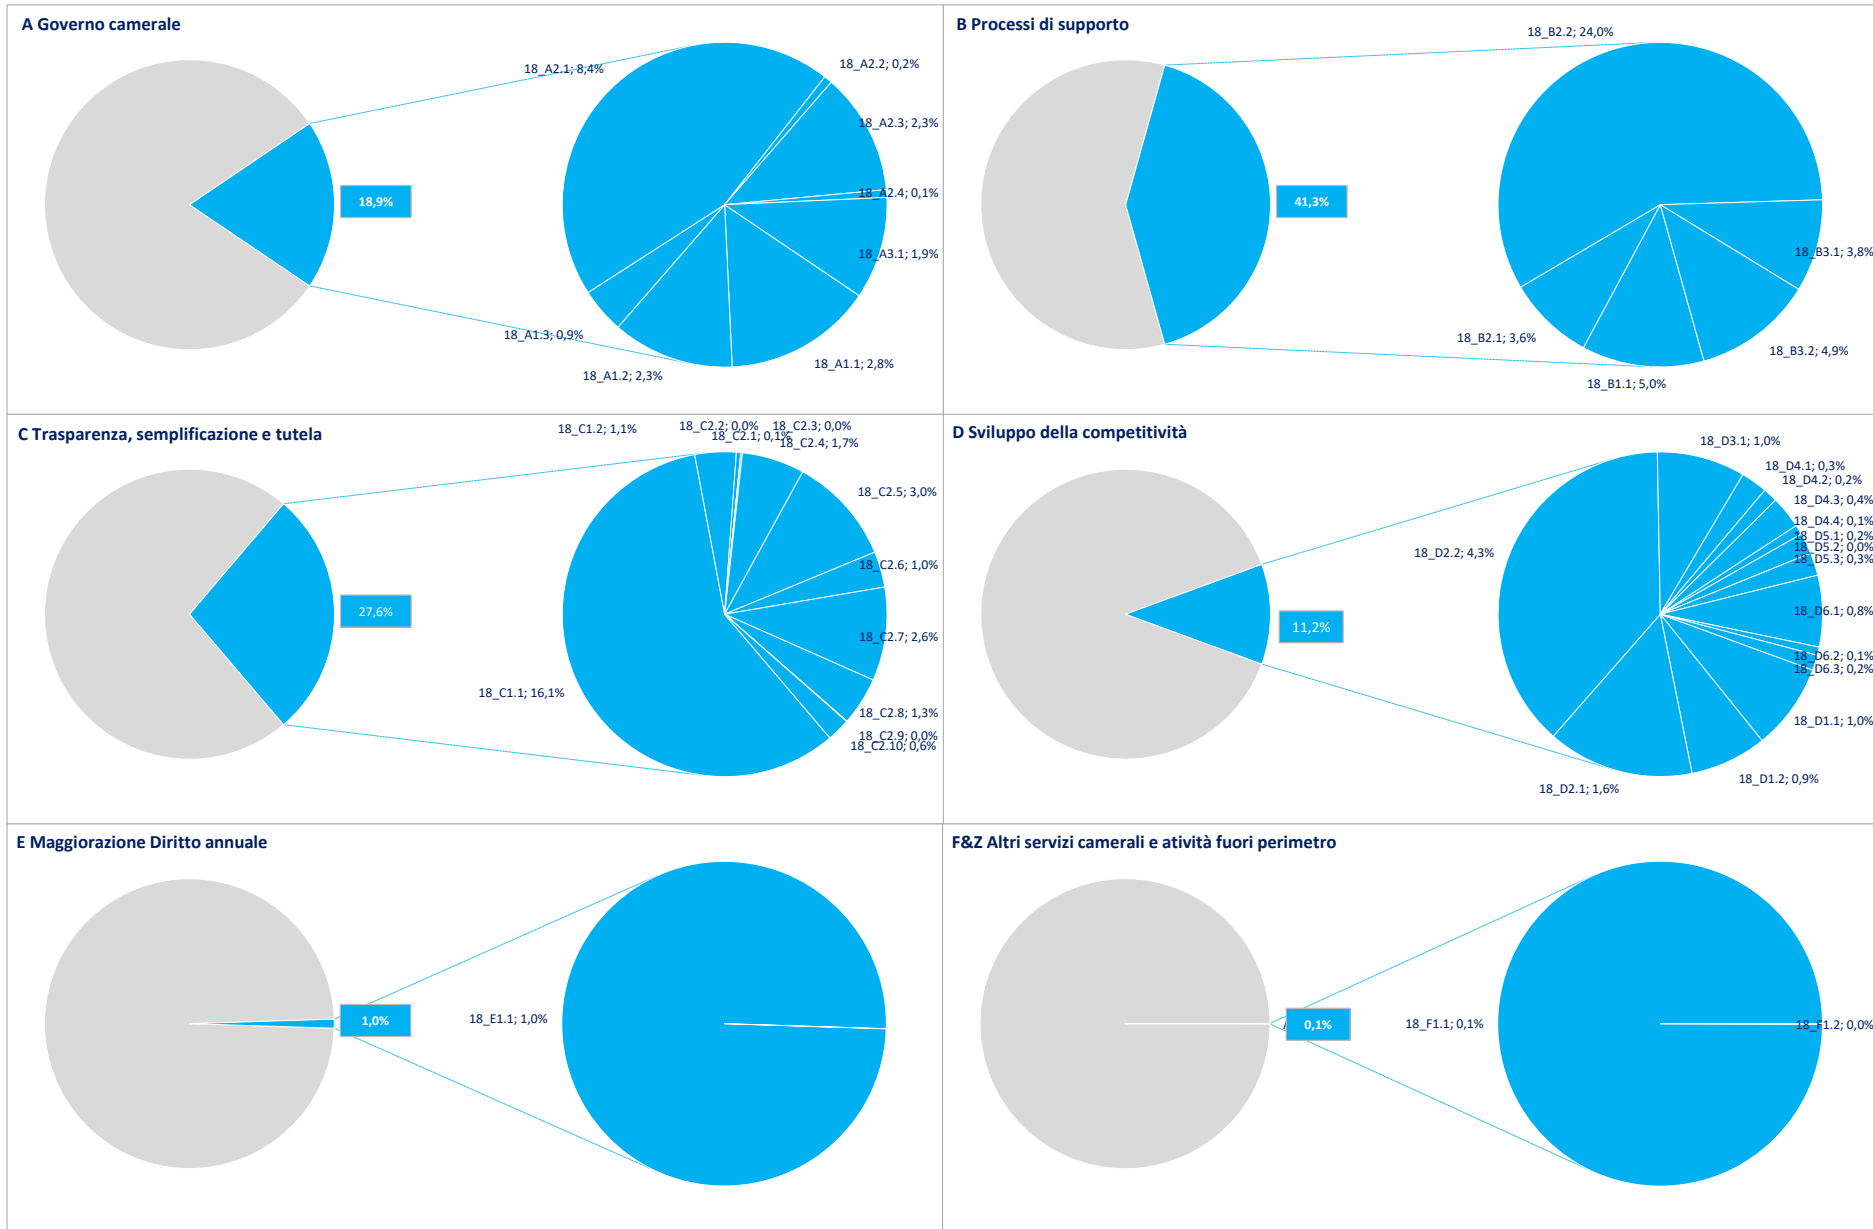 A Governo camerale
18_A2.1; 8,4%
18_A2.2; 0,2%
18_A2.3; 2,3%
18_A2.4; 0,1%
18,9%
18_A3.1; 1,9%
18_A1.3; 0,9%
18_A1.1; 2,8%
18_A1.2; 2,3%
B Processi di supporto
18_B2.2; 24,0%
41,3%
18_B3.1; 3,8%
18_B2.1; 3,6%
18_B3.2; 4,9%
18_B1.1; 5,0%
C Trasparenza, semplificazione e tutela
18_C1.2; 1,1%
18_C2.2; 0,0%
18_C2.3; 0,0%
18_C2.1; 0,1%
18_C2.4; 1,7%
18_C2.5; 3,0%
18_C2.6; 1,0%
27,6%
18_C2.7; 2,6%
18_C1.1; 16,1%
18_C2.8; 1,3%
18_C2.9; 0,0%
18_C2.10; 0,6%
D Sviluppo della competitività
18_D3.1; 1,0%
18_D4.1; 0,3%
18_D4.2; 0,2%
18_D4.3; 0,4%
18_D4.4; 0,1%
18_D5.1; 0,2%
18_D5.2; 0,0%
18_D5.3; 0,3%
18_D2.2; 4,3%
18_D6.1; 0,8%
11,2%
18_D6.2; 0,1%
18_D6.3; 0,2%
18_D1.1; 1,0%
18_D1.2; 0,9%
18_D2.1; 1,6%
E Maggiorazione Diritto annuale
1,0%
18_E1.1; 1,0%
F&Z Altri servizi camerali e atività fuori perimetro
0,1%
18_F1.1; 0,1%
18_F1.2; 0,0%